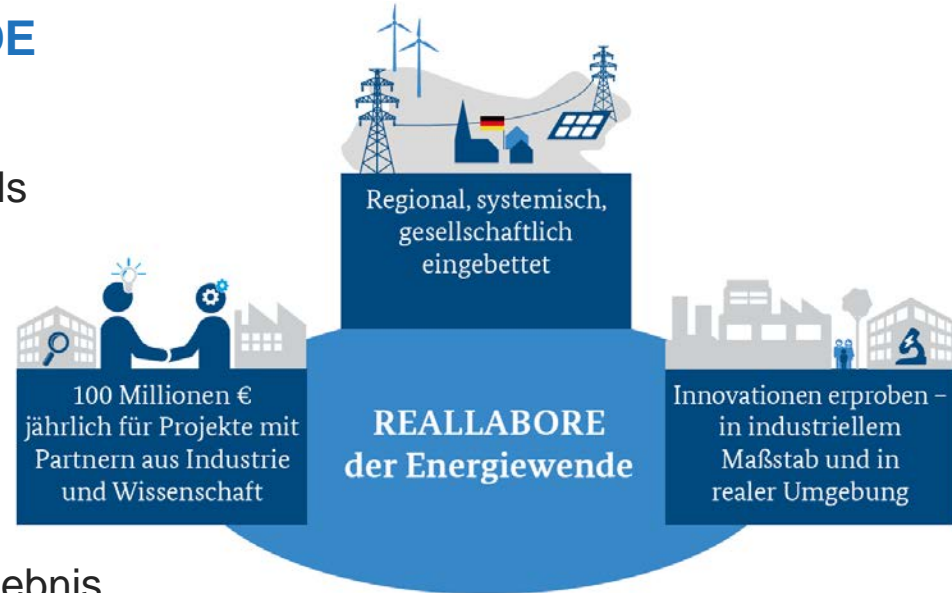 DE
ls
Regional, systemisch,
gesellschaftlich
eingebettet
100 Millionen €
jährlich für Projekte mit
Partnern aus Industrie
und Wissenschaft
REALLABORE
der Energiewende
Innovationen erproben –
in industriellem
Maßstab und in
realer Umgebung
ebnis